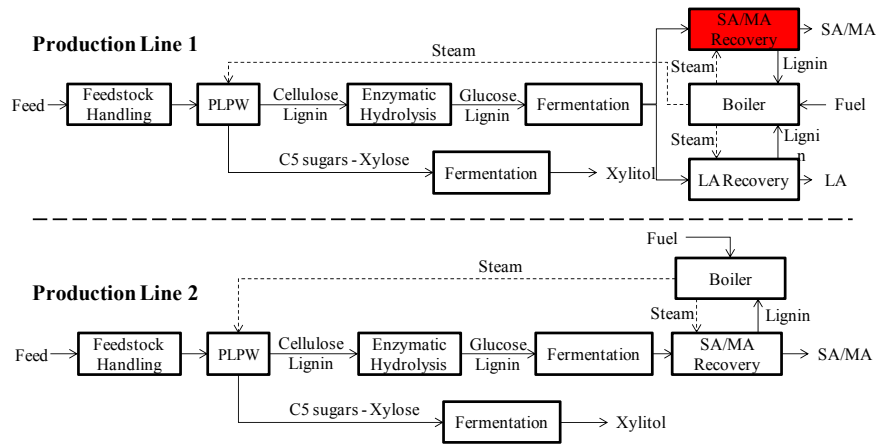 Production Line 1
SA/MA
Recovery
SA/MA
Steam
Steam
Lignin
Feed
Feedstock
Handling
PLPW
Cellulose
Lignin
Enzymatic
Hydrolysis
Glucose
Lignin
Fermentation
Boiler
Fuel
Steam
Lignin
C5 sugars - Xylose
Fermentation
Xylitol
LA Recovery
LA
Fuel
Steam
Boiler
Production Line 2
Steam
Lignin
Feed
Feedstock
Handling
PLPW
Cellulose
Lignin
Enzymatic
Hydrolysis
Glucose
Lignin
Fermentation
SA/MA
Recovery
SA/MA
C5 sugars - Xylose
Fermentation
Xylitol